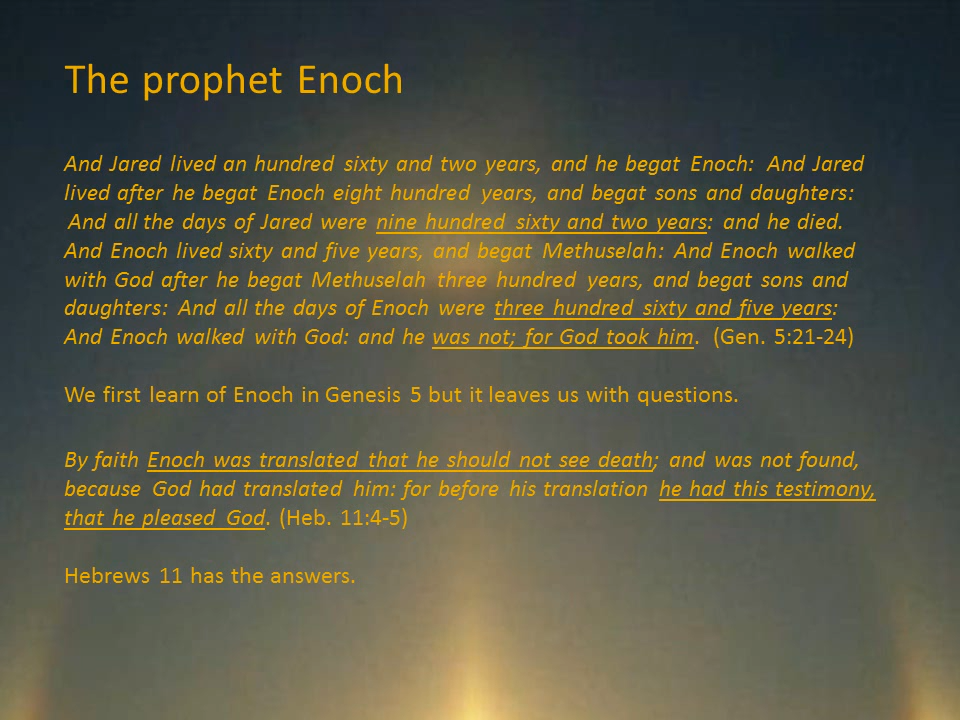 The prophet Enoch
And Jared lived an hundred sixty and two years, and he begat Enoch: And Jared
lived after he begat Enoch eight hundred years, and begat sons and daughters:
And all the days of Jared were nine hundred sixty and two years: and he died.
And Enoch lived sixty and five years, and begat Methuselah: And Enoch walked
with God after he begat Methuselah three hundred years, and begat sons and
daughters: And all the days of Enoch were three hundred sixty and five years:
And Enoch walked with God: and he was not; for God took him. (Gen. 5:21-24)
We first learn of Enoch in Genesis 5 but it leaves us with questions.
By faith Enoch was translated that he should not see death; and was not found,
because God had translated him: for before his translation he had this testimony,
that he pleased God. (Heb. 11:4-5)
Hebrews 11 has the answers.